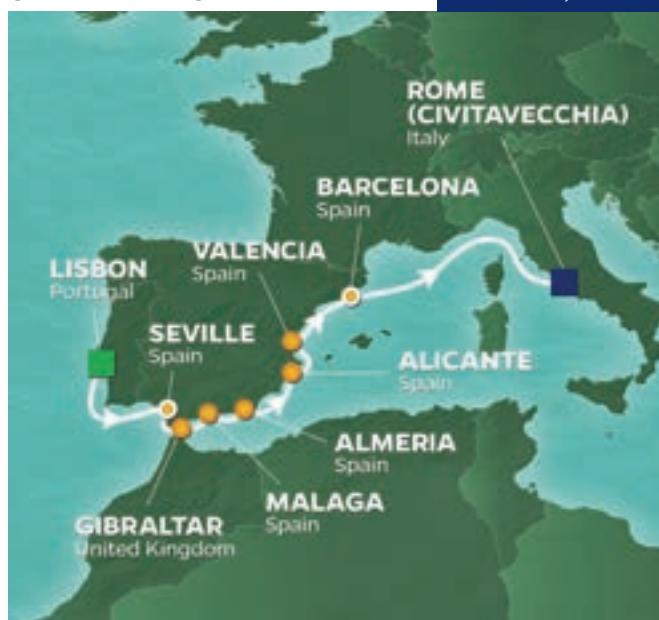 ROME
(CIVITAVECCHIA)
Italy
BARCELONA
Spain
VALENCIA
Spain
LISBON
Portugal
SEVILLE
Spain
ALICANTE
Spain
ALMERIA
Spain
MALAGA
Spain
GIBRALTAR
United Kingdom